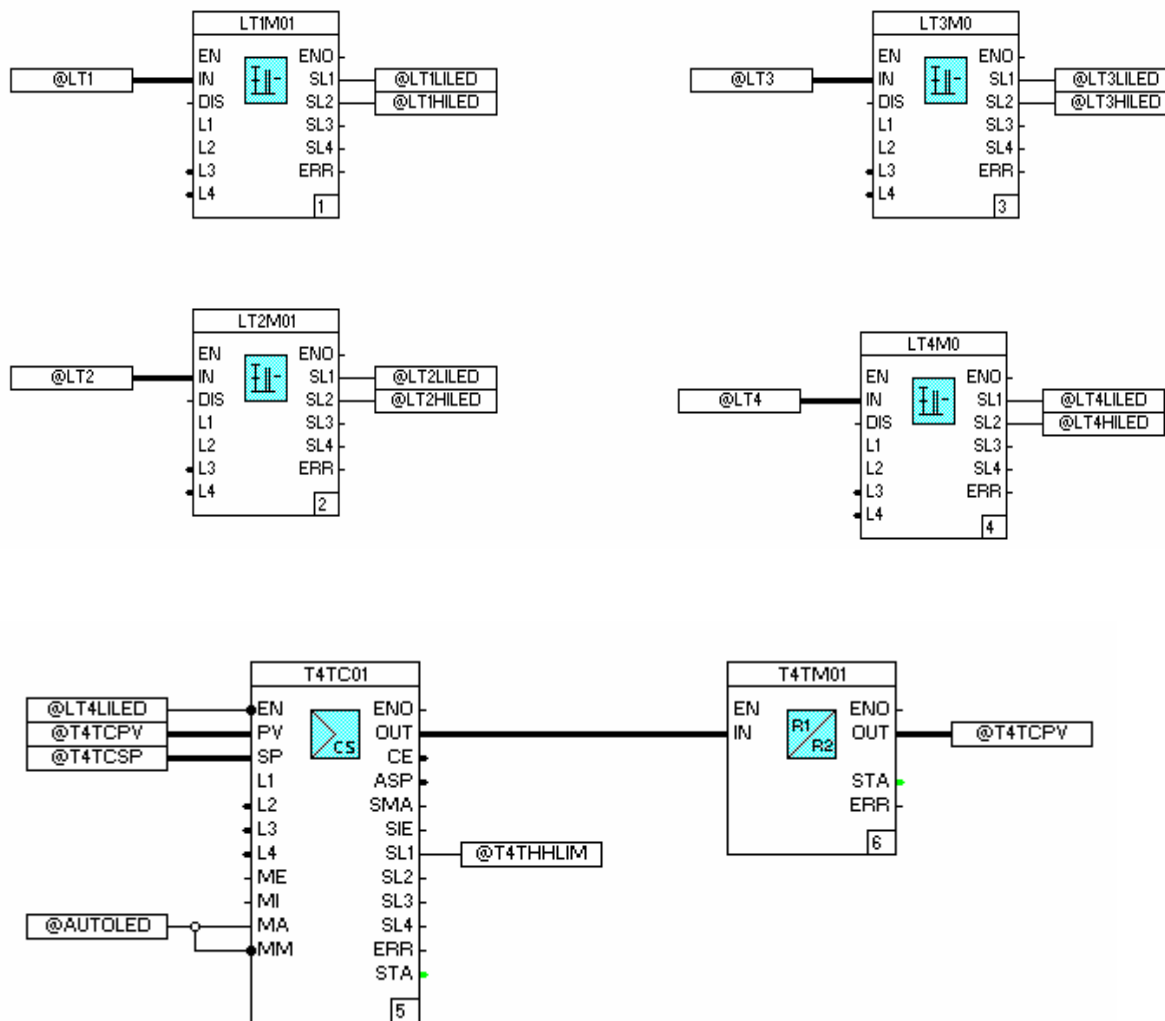 LT1M01
EN ENO
@LT1 IN SL1 @LT1LILED
DIS SL2 @LT1HILED
L1 SL3
L2 SL4
L3 ERR
L4
1
LT3M0
EN ENO
@LT3 IN SL1 @LT3LILED
DIS SL2 @LT3HILED
L1 SL3
L2 SL4
L3 ERR
L4
3
LT2M01
EN ENO
@LT2 IN SL1 @LT2LILED
DIS SL2 @LT2HILED
L1 SL3
L2 SL4
L3 ERR
L4
2
LT4M0
EN ENO
@LT4 IN SL1 @LT4LILED
DIS SL2 @LT4HILED
L1 SL3
L2 SL4
L3 ERR
L4
4
T4TC01
@LT4LILED EN ENO
@T4TCPV PV CS OUT
@T4TCSP SP CE
L1 ASP
L2 SMA
L3 SIE
L4 SL1 @T4THHLIM
ME SL2
MI SL3
@AUTOLED MA SL4
MM ERR
STA
5
T4TM01
EN ENO
IN R1/R2 OUT @T4TCPV
STA
ERR
6